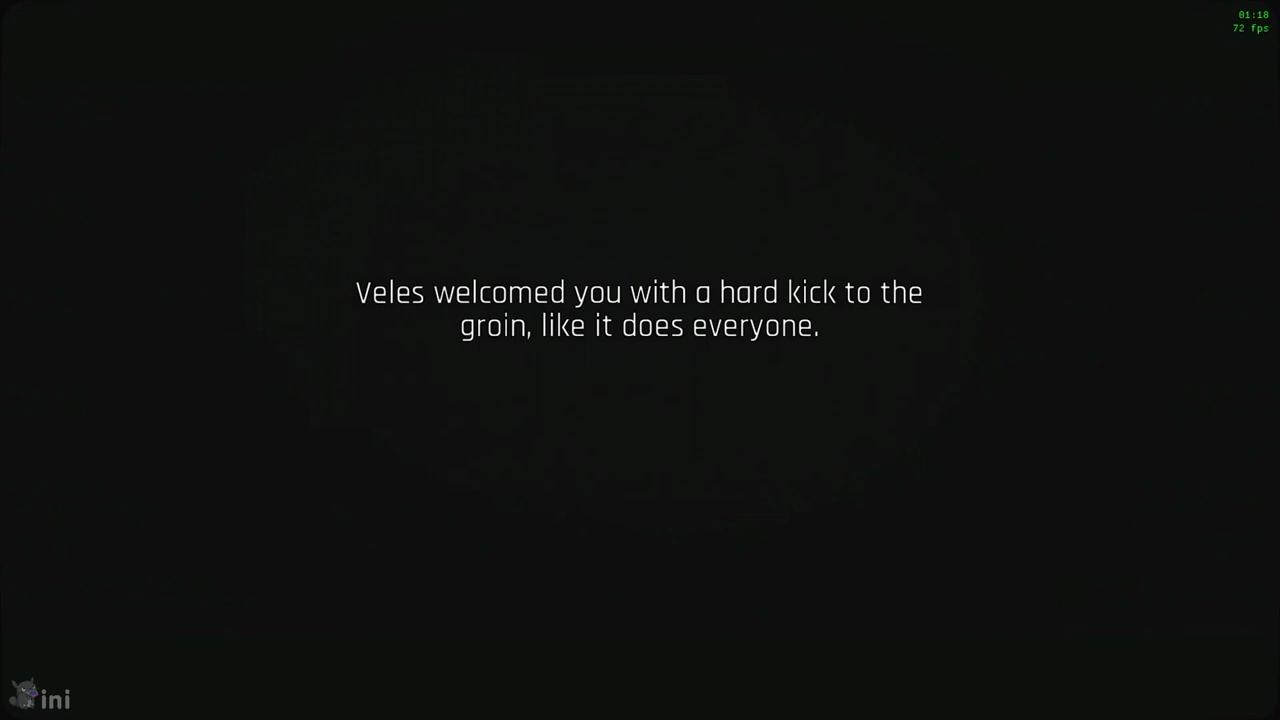 01:18
72 fps
Veles welcomed you with a hard kick to the
groin, like it does everyone.
ini